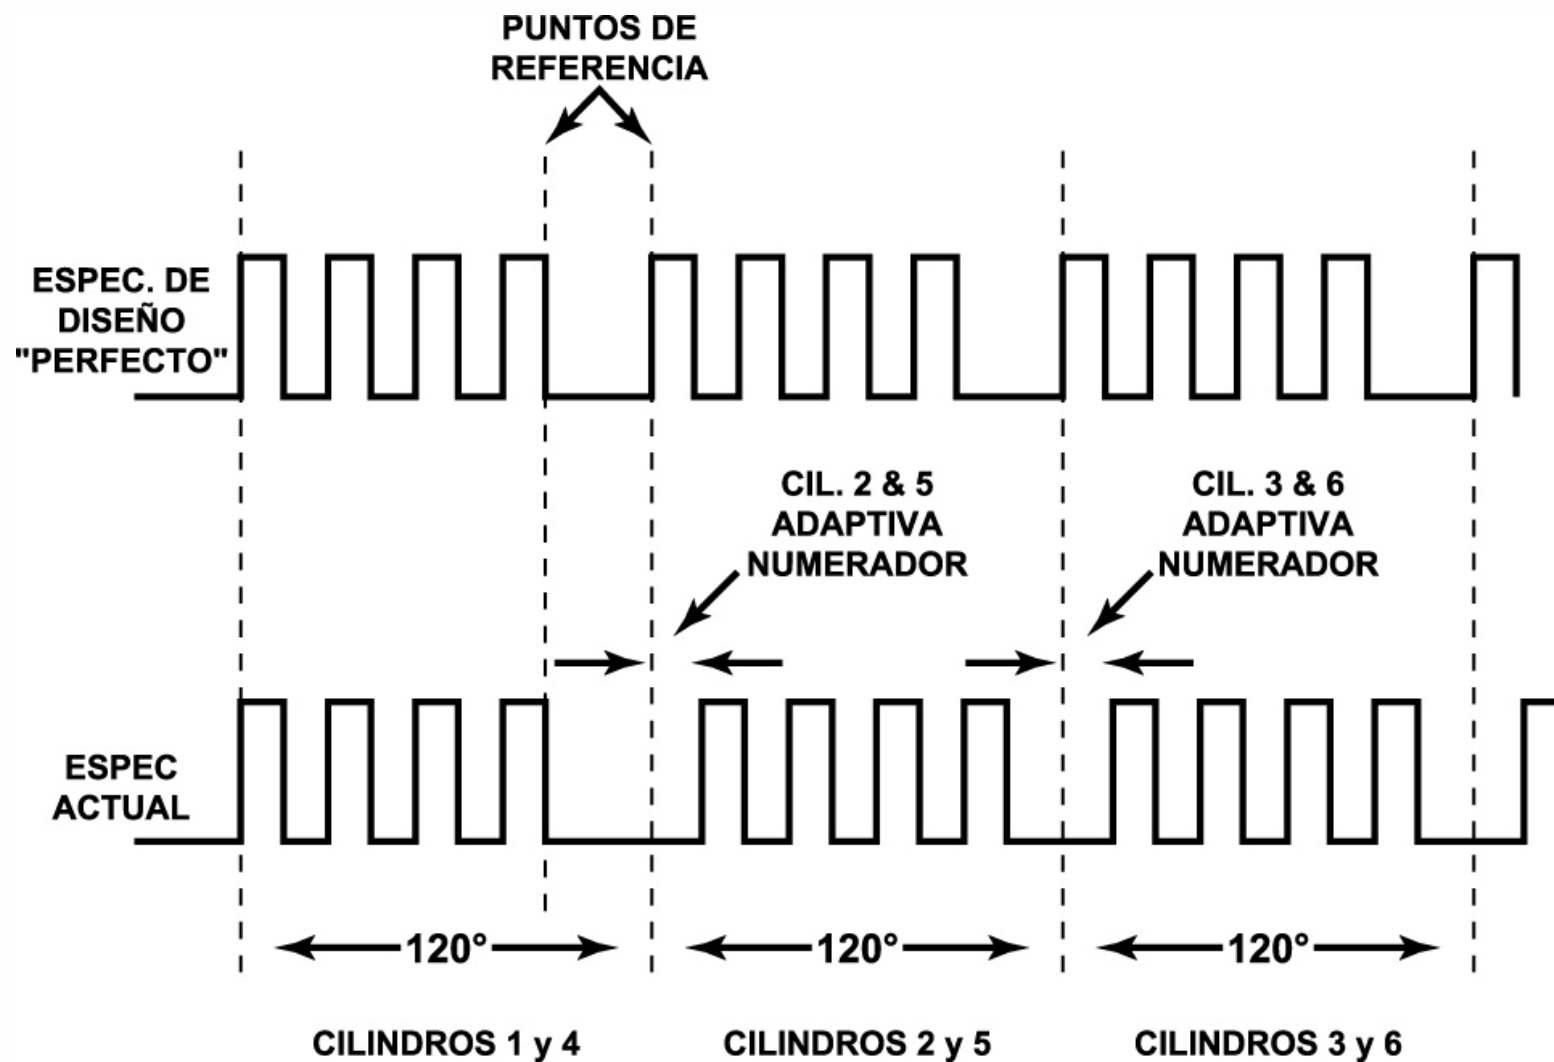 PUNTOS DE
REFERENCIA
ESPEC. DE
DISEÑO
"PERFECTO"
CIL. 2 & 5
ADAPTIVA
NUMERADOR
CIL. 3 & 6
ADAPTIVA
NUMERADOR
ESPEC
ACTUAL
120°
120°
120°
CILINDROS 1 y 4
CILINDROS 2 y 5
CILINDROS 3 y 6